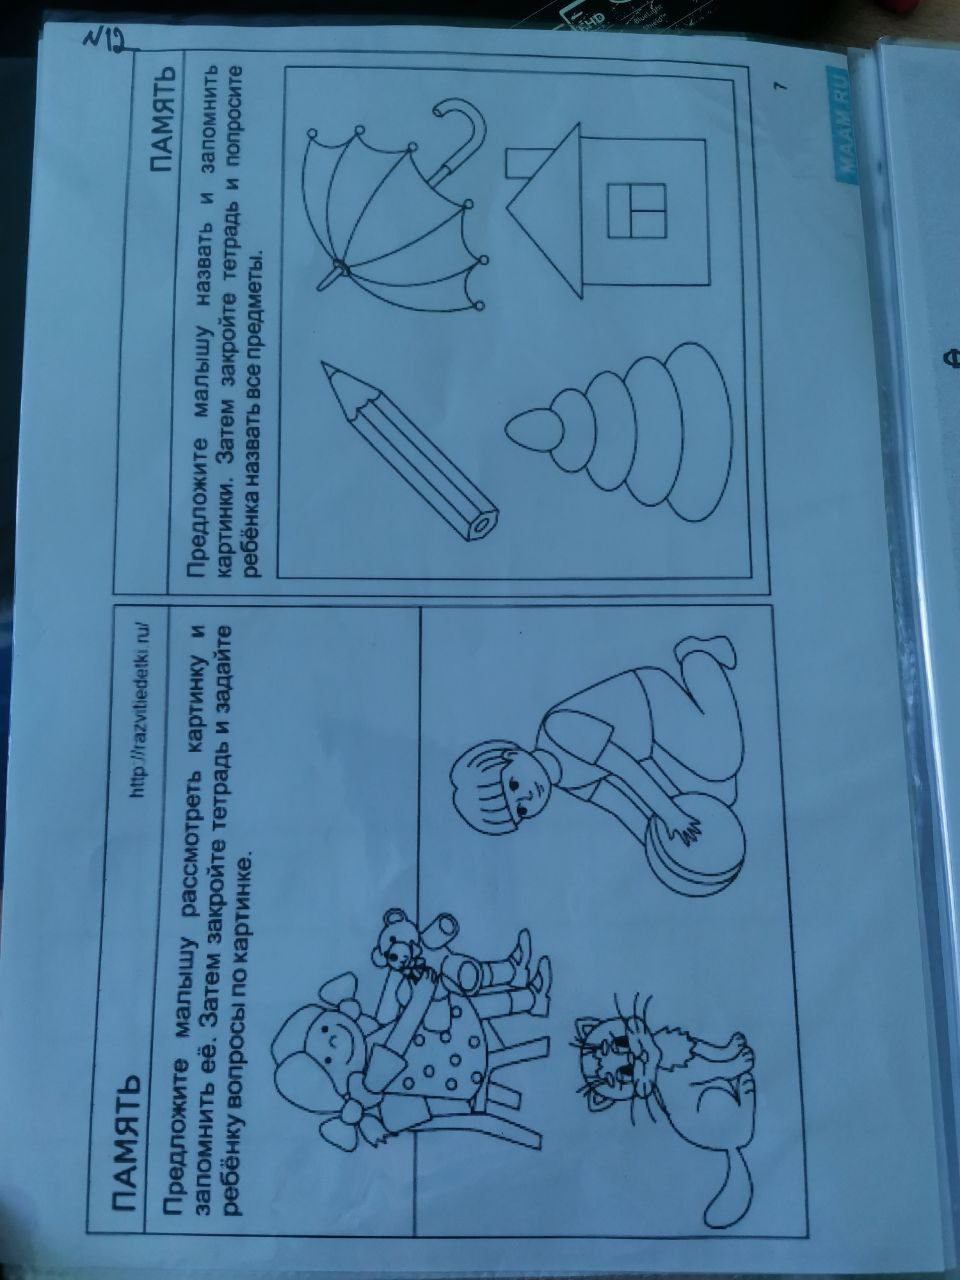 ПАМЯТЬ
http://razvitiedetki.ru/
Предложите малышу рассмотреть картинку и
запомнить её. Затем закройте тетрадь и задайте
ребёнку вопросы по картинке.
№12
ПАМЯТЬ
Предложите малышу назвать и запомнить
картинки. Затем закройте тетрадь и попросите
ребёнка назвать все предметы.
7
MAAM.RU